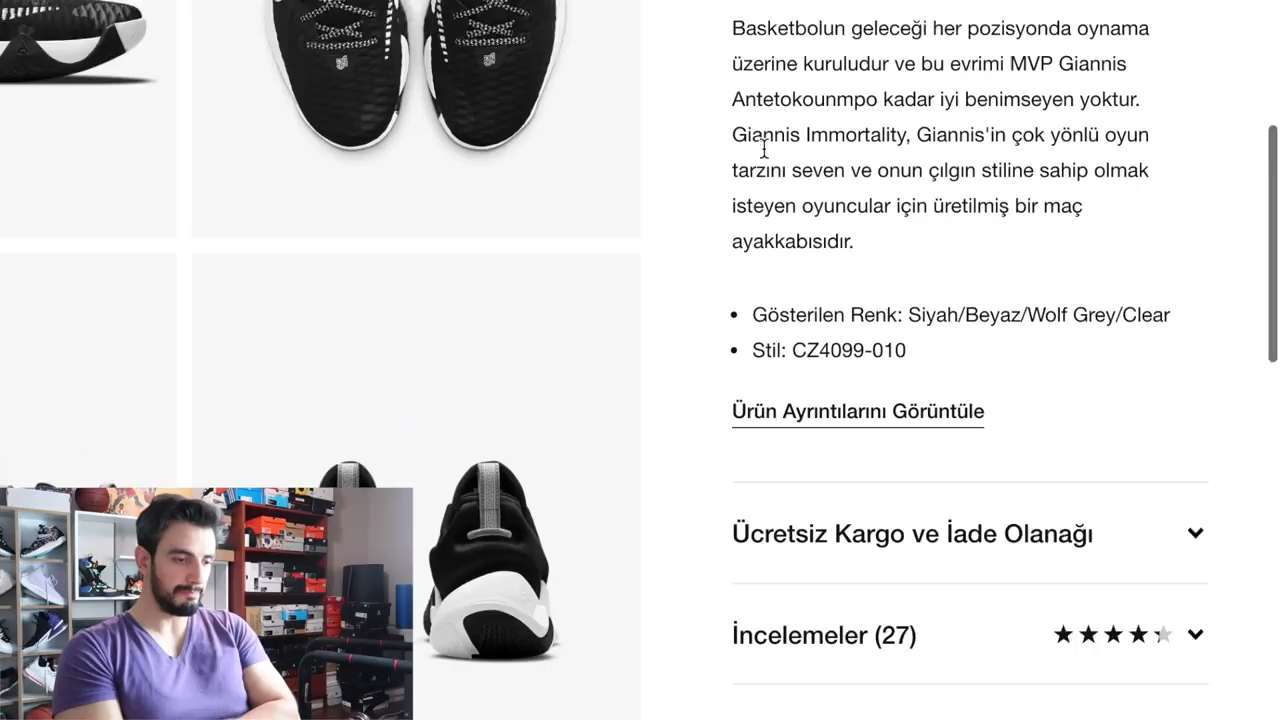 Basketbolun geleceği her pozisyonda oynama
üzerine kuruludur ve bu evrimi MVP Giannis
Antetokounmpo kadar iyi benimseyen yoktur.
Giannis Immortality, Giannis'in çok yönlü oyun
tarzını seven ve onun çılgın stiline sahip olmak
isteyen oyuncular için üretilmiş bir maç
ayakkabısıdır.
• Gösterilen Renk: Siyah/Beyaz/Wolf Grey/Clear
• Stil: CZ4099-010
Ürün Ayrıntılarını Görüntüle
Ücretsiz Kargo ve İade Olanağı
İncelemeler (27)